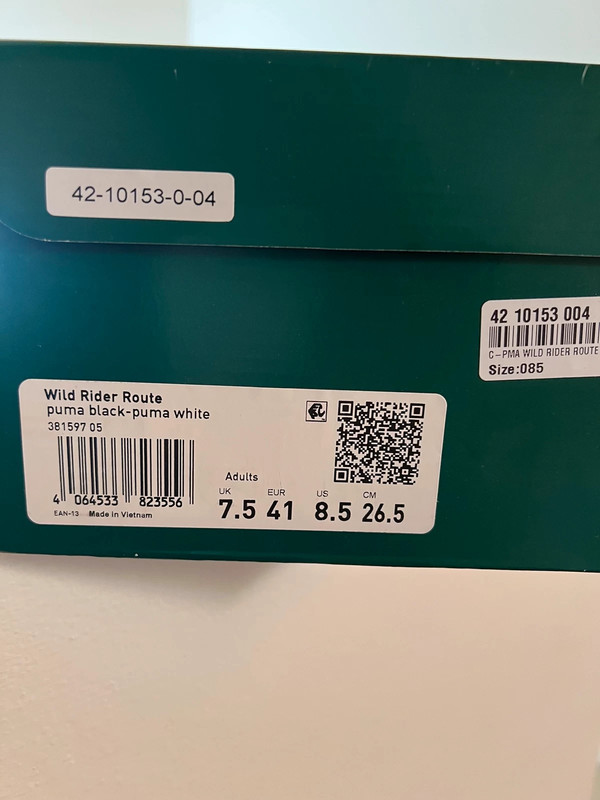 42-10153-0-04
42 10153 004
C-PMA WILD RIDER ROUTE
Size:085
Wild Rider Route
puma black-puma white
381597 05
4 064533 823556
EAN-13 Made in Vietnam
Adults
UK EUR US CM
7.5 41 8.5 26.5